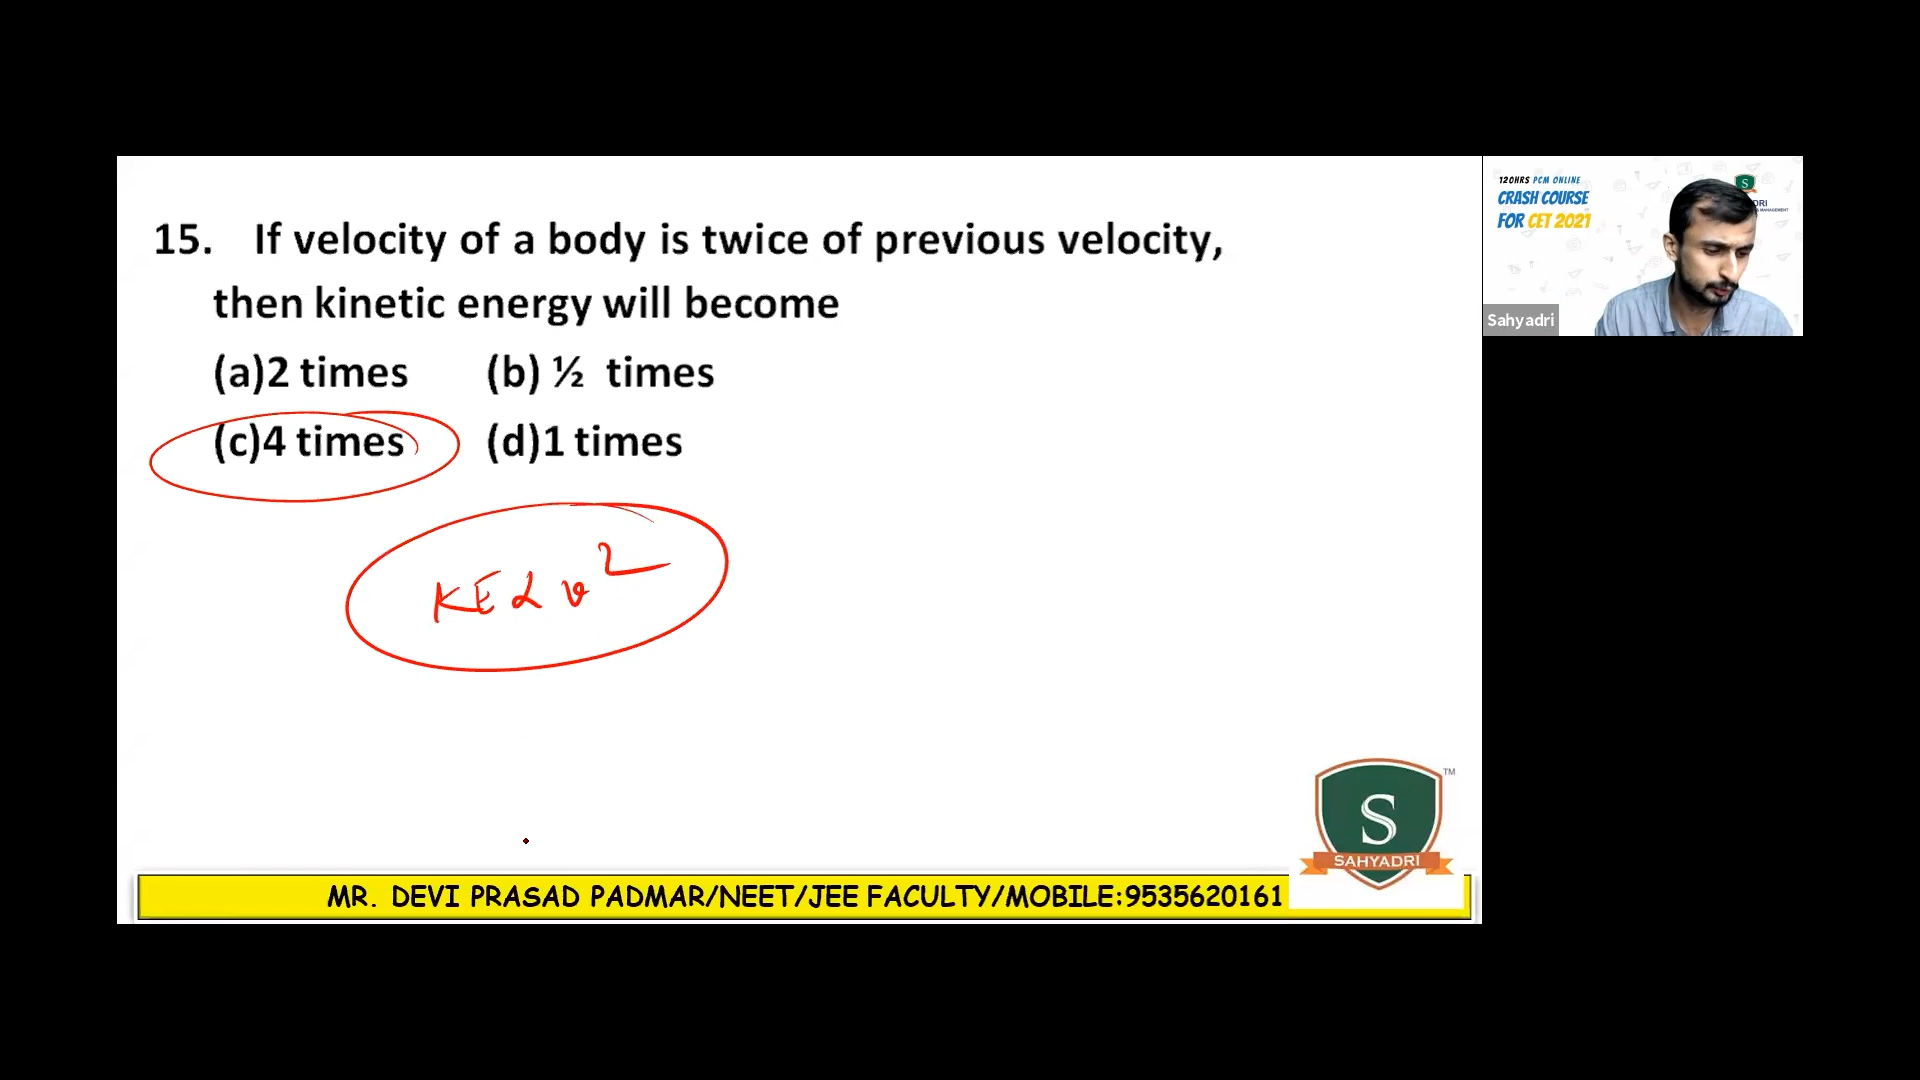 15. If velocity of a body is twice of previous velocity,
then kinetic energy will become
(a)2 times (b) ½ times
(c)4 times (d)1 times
KE α v²
S
TM
SAHYADRI
MR. DEVI PRASAD PADMAR/NEET/JEE FACULTY/MOBILE:9535620161
120HRS PCM ONLINE
CRASH COURSE
FOR CET 2021
S
DRI
MANAGEMENT
Sahyadri